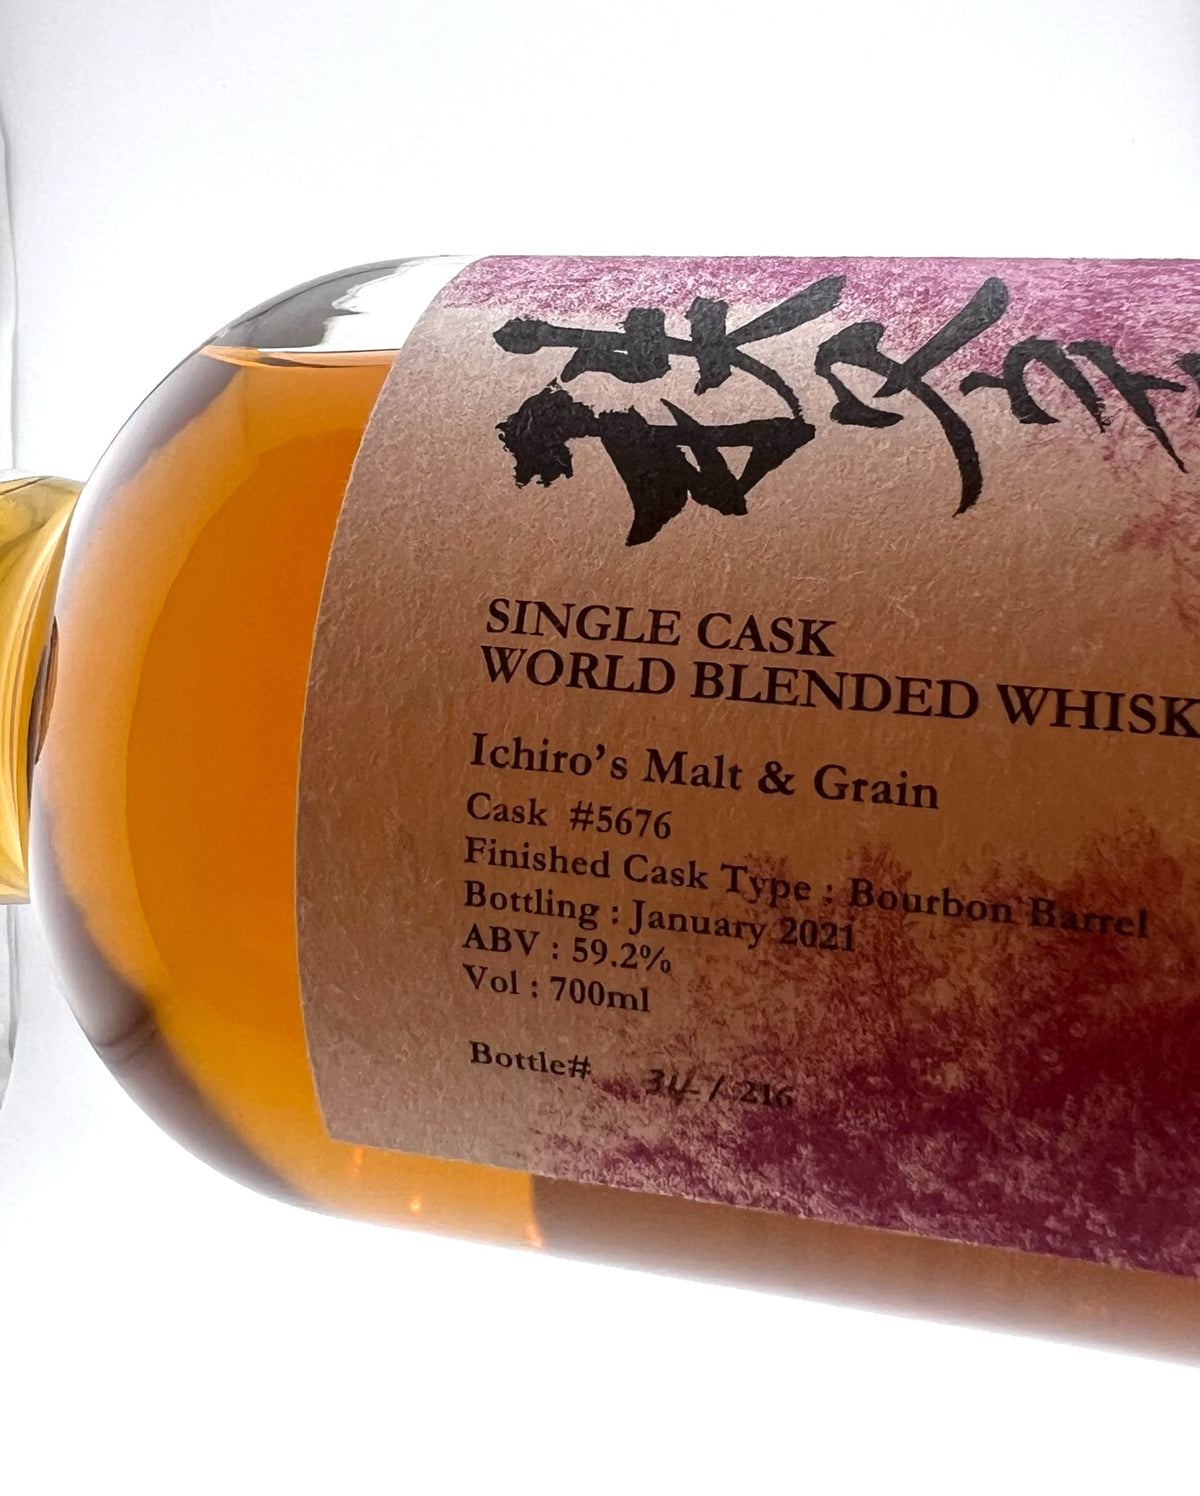 SINGLE CASK
WORLD BLENDED WHISK
Ichiro's Malt & Grain
Cask #5676
Finished Cask Type : Bourbon Barrel
Bottling : January 2021
ABV : 59.2%
Vol : 700ml
Bottle# 34 / 216